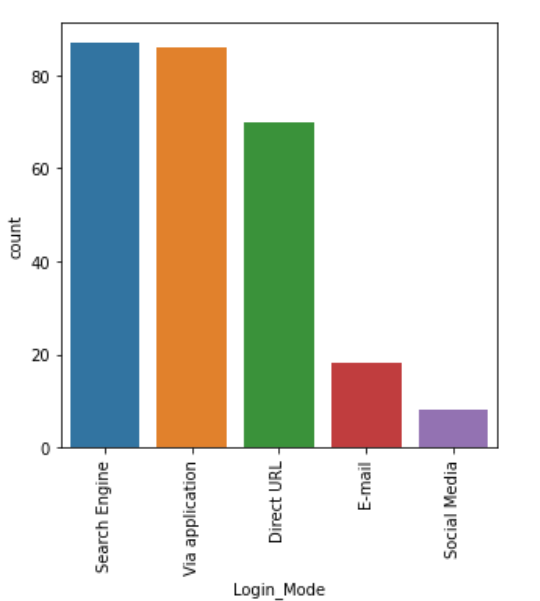 80
60
40
20
0
count
Search Engine
Via application
Direct URL
E-mail
Social Media
Login_Mode